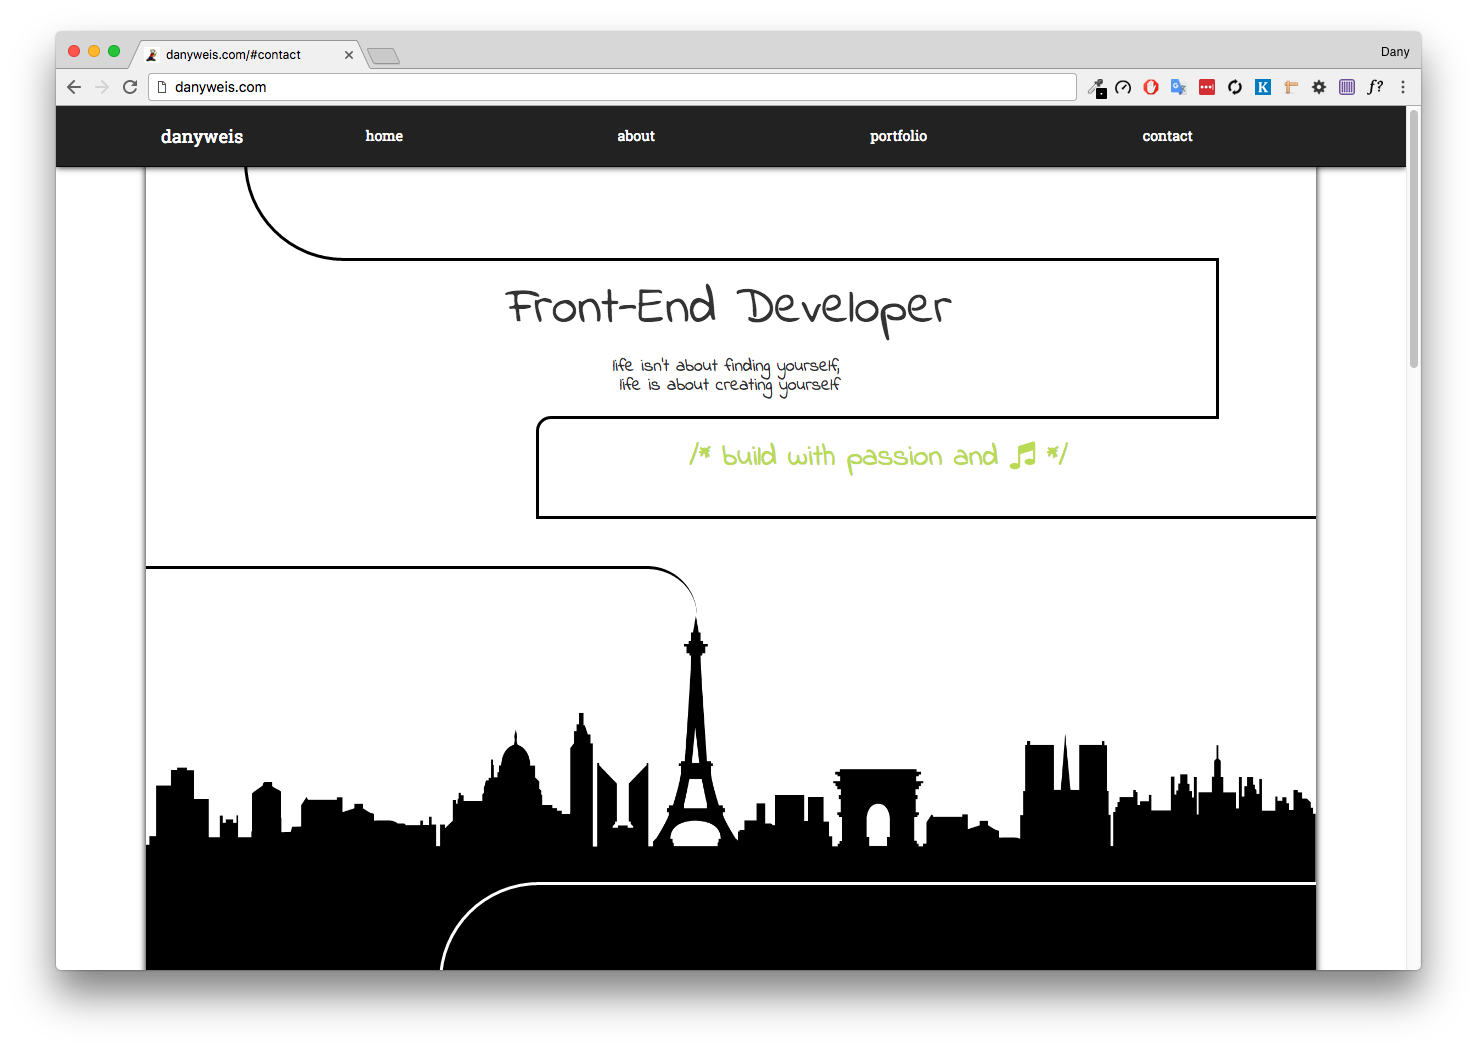 danyweis.com/#contact
Dany
danyweis.com
K
f?
danyweis home about portfolio contact
Front-End Developer
life isn't about finding yourself,
life is about creating yourself
/* build with passion and ♫ */